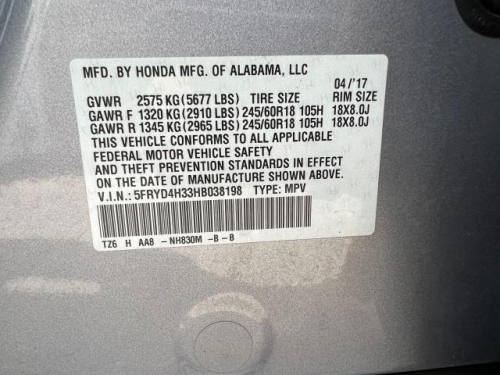 MFD. BY HONDA MFG. OF ALABAMA, LLC
04/'17
GVWR 2575 KG(5677 LBS) TIRE SIZE RIM SIZE
GAWR F 1320 KG(2910 LBS) 245/60R18 105H 18X8.0J
GAWR R 1345 KG(2965 LBS) 245/60R18 105H 18X8.0J
THIS VEHICLE CONFORMS TO ALL APPLICABLE
FEDERAL MOTOR VEHICLE SAFETY
AND THEFT PREVENTION STANDARDS IN EFFECT ON THE
DATE OF MANUFACTURE SHOWN ABOVE.
V.I.N.: 5FRYD4H33HB038198 TYPE: MPV
TZ6 H AA8 -NH830M -B -B